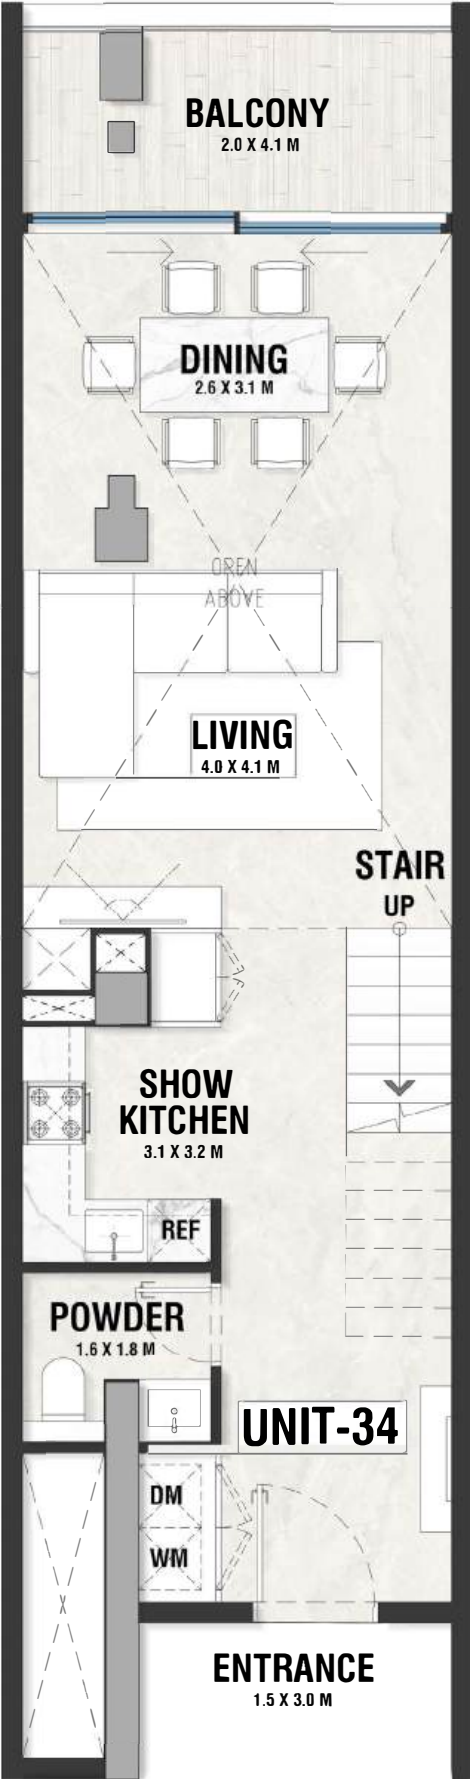 BALCONY
2.0 X 4.1 M
DINING
2.6 X 3.1 M
OPEN
ABOVE
LIVING
4.0 X 4.1 M
STAIR
UP
SHOW
KITCHEN
3.1 X 3.2 M
REF
POWDER
1.6 X 1.8 M
UNIT-34
DM
WM
ENTRANCE
1.5 X 3.0 M